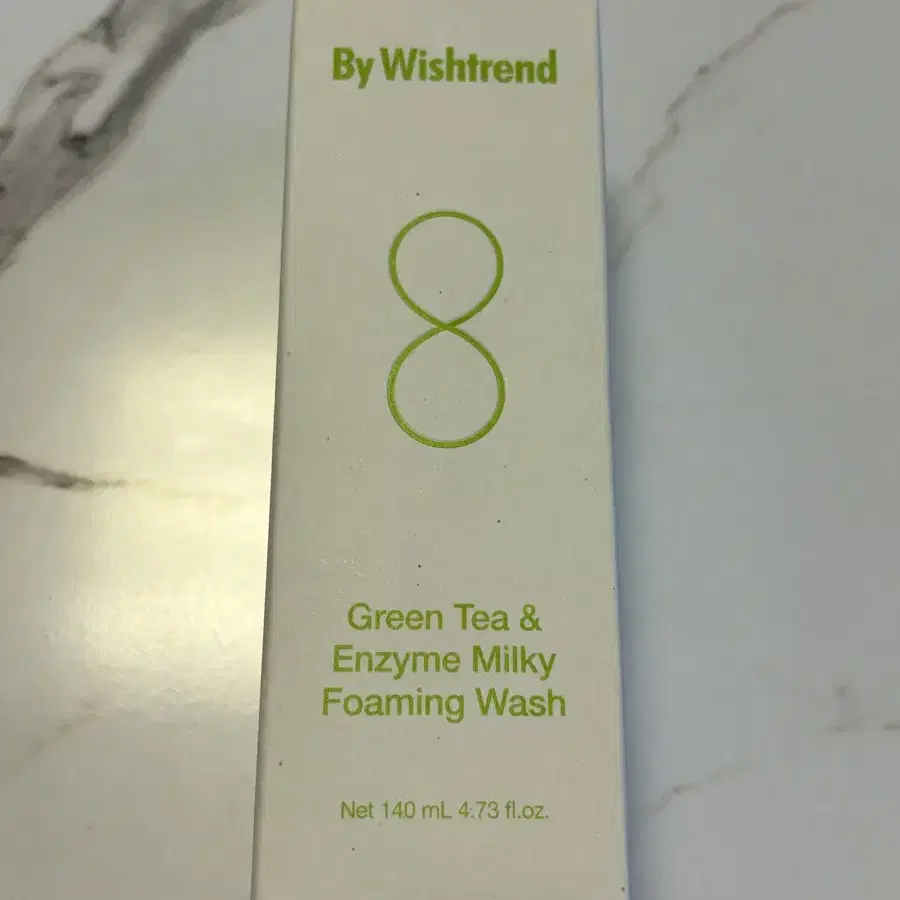 By Wishtrend
8
Green Tea &
Enzyme Milky
Foaming Wash
Net 140 mL 4.73 fl.oz.